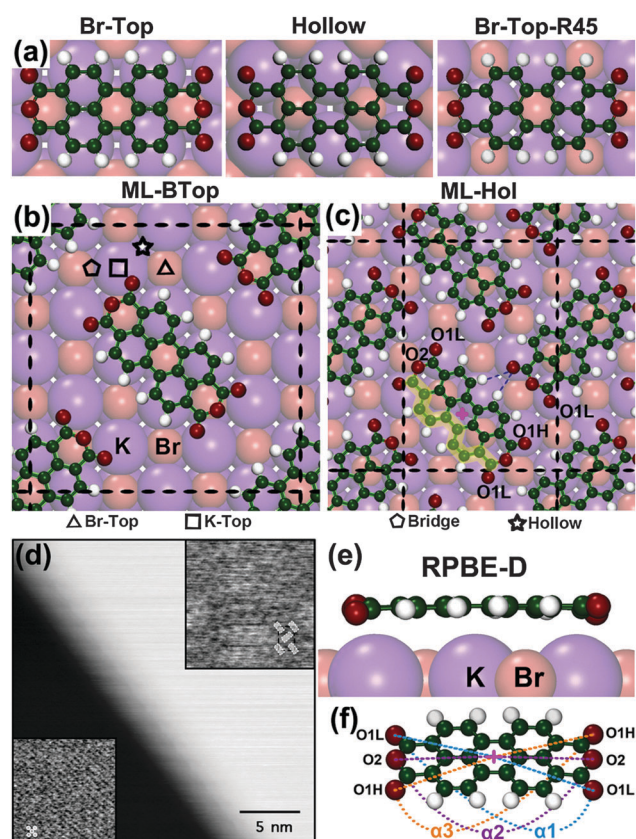 Br-Top Hollow Br-Top-R45
(a)
ML-BTop ML-Hol
(b) (c)
O1L
O2
O1L
O1H
K Br
O1L
Br-Top K-Top Bridge Hollow
(d) (e)
RPBE-D
K Br
(f)
O1L O1H
O2 O2
O1H O1L
α3 α2 α1
5 nm